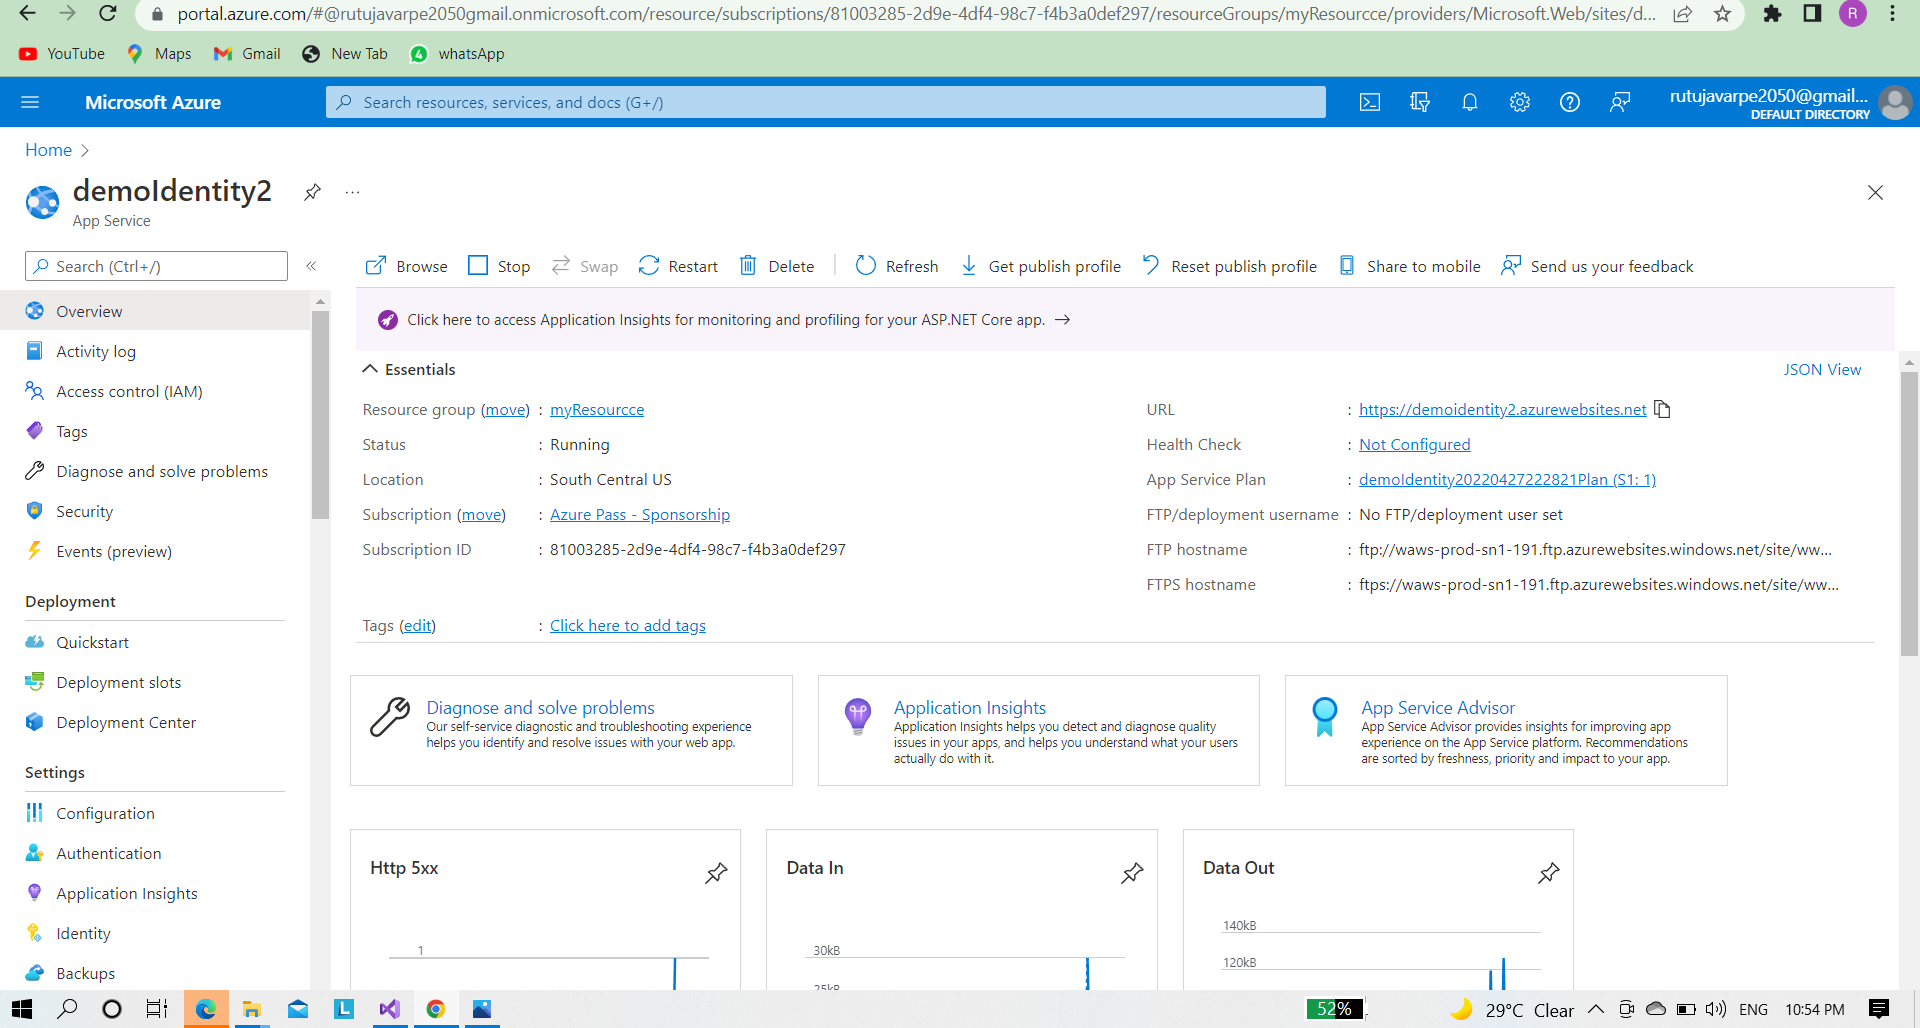 portal.azure.com/#@rutujavarpe2050gmail.onmicrosoft.com/resource/subscriptions/81003285-2d9e-4df4-98c7-f4b3a0def297/resourceGroups/myResourcce/providers/Microsoft.Web/sites/d...
R
YouTube Maps Gmail New Tab 4 whatsApp
Microsoft Azure
Search resources, services, and docs (G+/)
rutujavarpe2050@gmail...
DEFAULT DIRECTORY
Home
demoIdentity2
...
App Service
Search (Ctrl+/)
Browse Stop Swap Restart Delete Refresh Get publish profile Reset publish profile Share to mobile Send us your feedback
Overview
Activity log
Access control (IAM)
Tags
Diagnose and solve problems
Security
Events (preview)
Deployment
Quickstart
Deployment slots
Deployment Center
Settings
Configuration
Authentication
Application Insights
Identity
Backups
Click here to access Application Insights for monitoring and profiling for your ASP.NET Core app. →
Essentials
JSON View
Resource group (move) : myResourcce
Status : Running
Location : South Central US
Subscription (move) : Azure Pass - Sponsorship
Subscription ID : 81003285-2d9e-4df4-98c7-f4b3a0def297
URL : https://demoidentity2.azurewebsites.net
Health Check : Not Configured
App Service Plan : demoIdentity20220427222821Plan (S1: 1)
FTP/deployment username : No FTP/deployment user set
FTP hostname : ftp://waws-prod-sn1-191.ftp.azurewebsites.windows.net/site/ww...
FTPS hostname : ftps://waws-prod-sn1-191.ftp.azurewebsites.windows.net/site/ww...
Tags (edit) : Click here to add tags
Diagnose and solve problems
Our self-service diagnostic and troubleshooting experience
helps you identify and resolve issues with your web app.
Application Insights
Application Insights helps you detect and diagnose quality
issues in your apps, and helps you understand what your users
actually do with it.
App Service Advisor
App Service Advisor provides insights for improving app
experience on the App Service platform. Recommendations
are sorted by freshness, priority and impact to your app.
Http 5xx
1
Data In
30kB
25kB
Data Out
140kB
120kB
L
52%
29°C Clear
ENG
10:54 PM